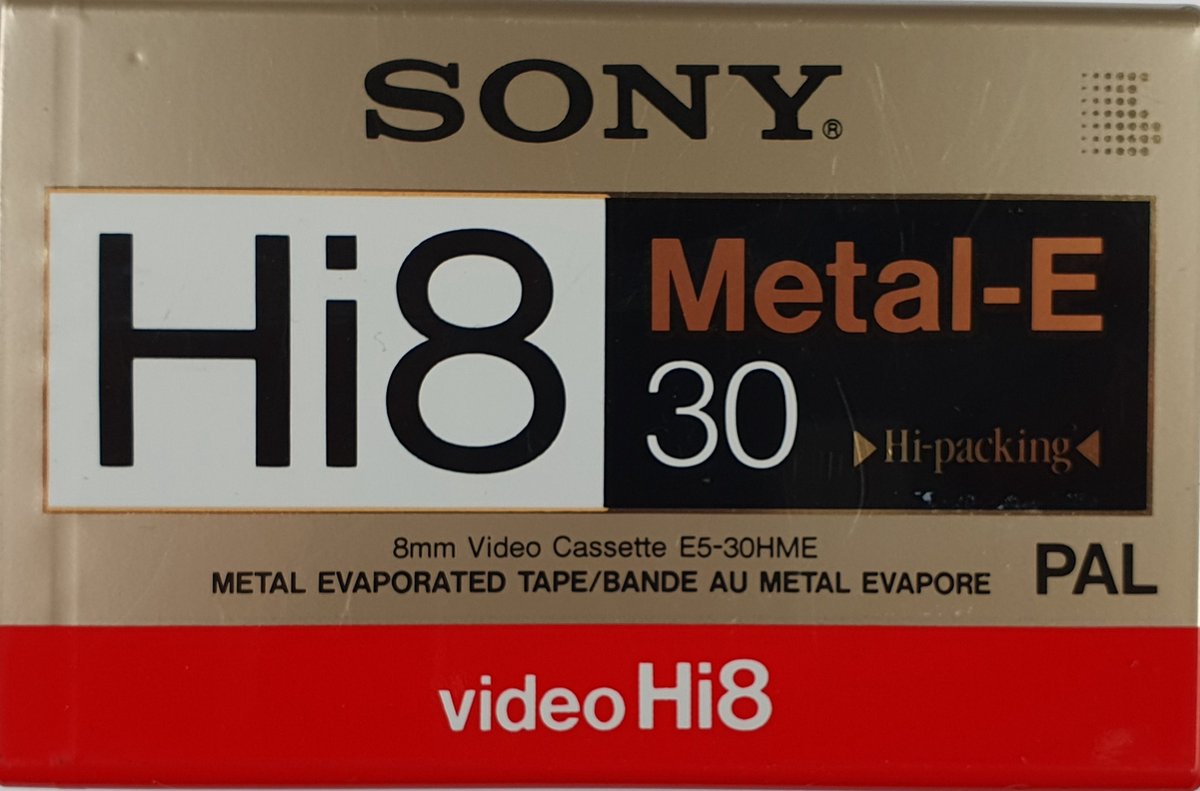 SONY®
Hi8
Metal-E
30
Hi-packing
8mm Video Cassette E5-30HME
METAL EVAPORATED TAPE/BANDE AU METAL EVAPORE
PAL
video Hi8